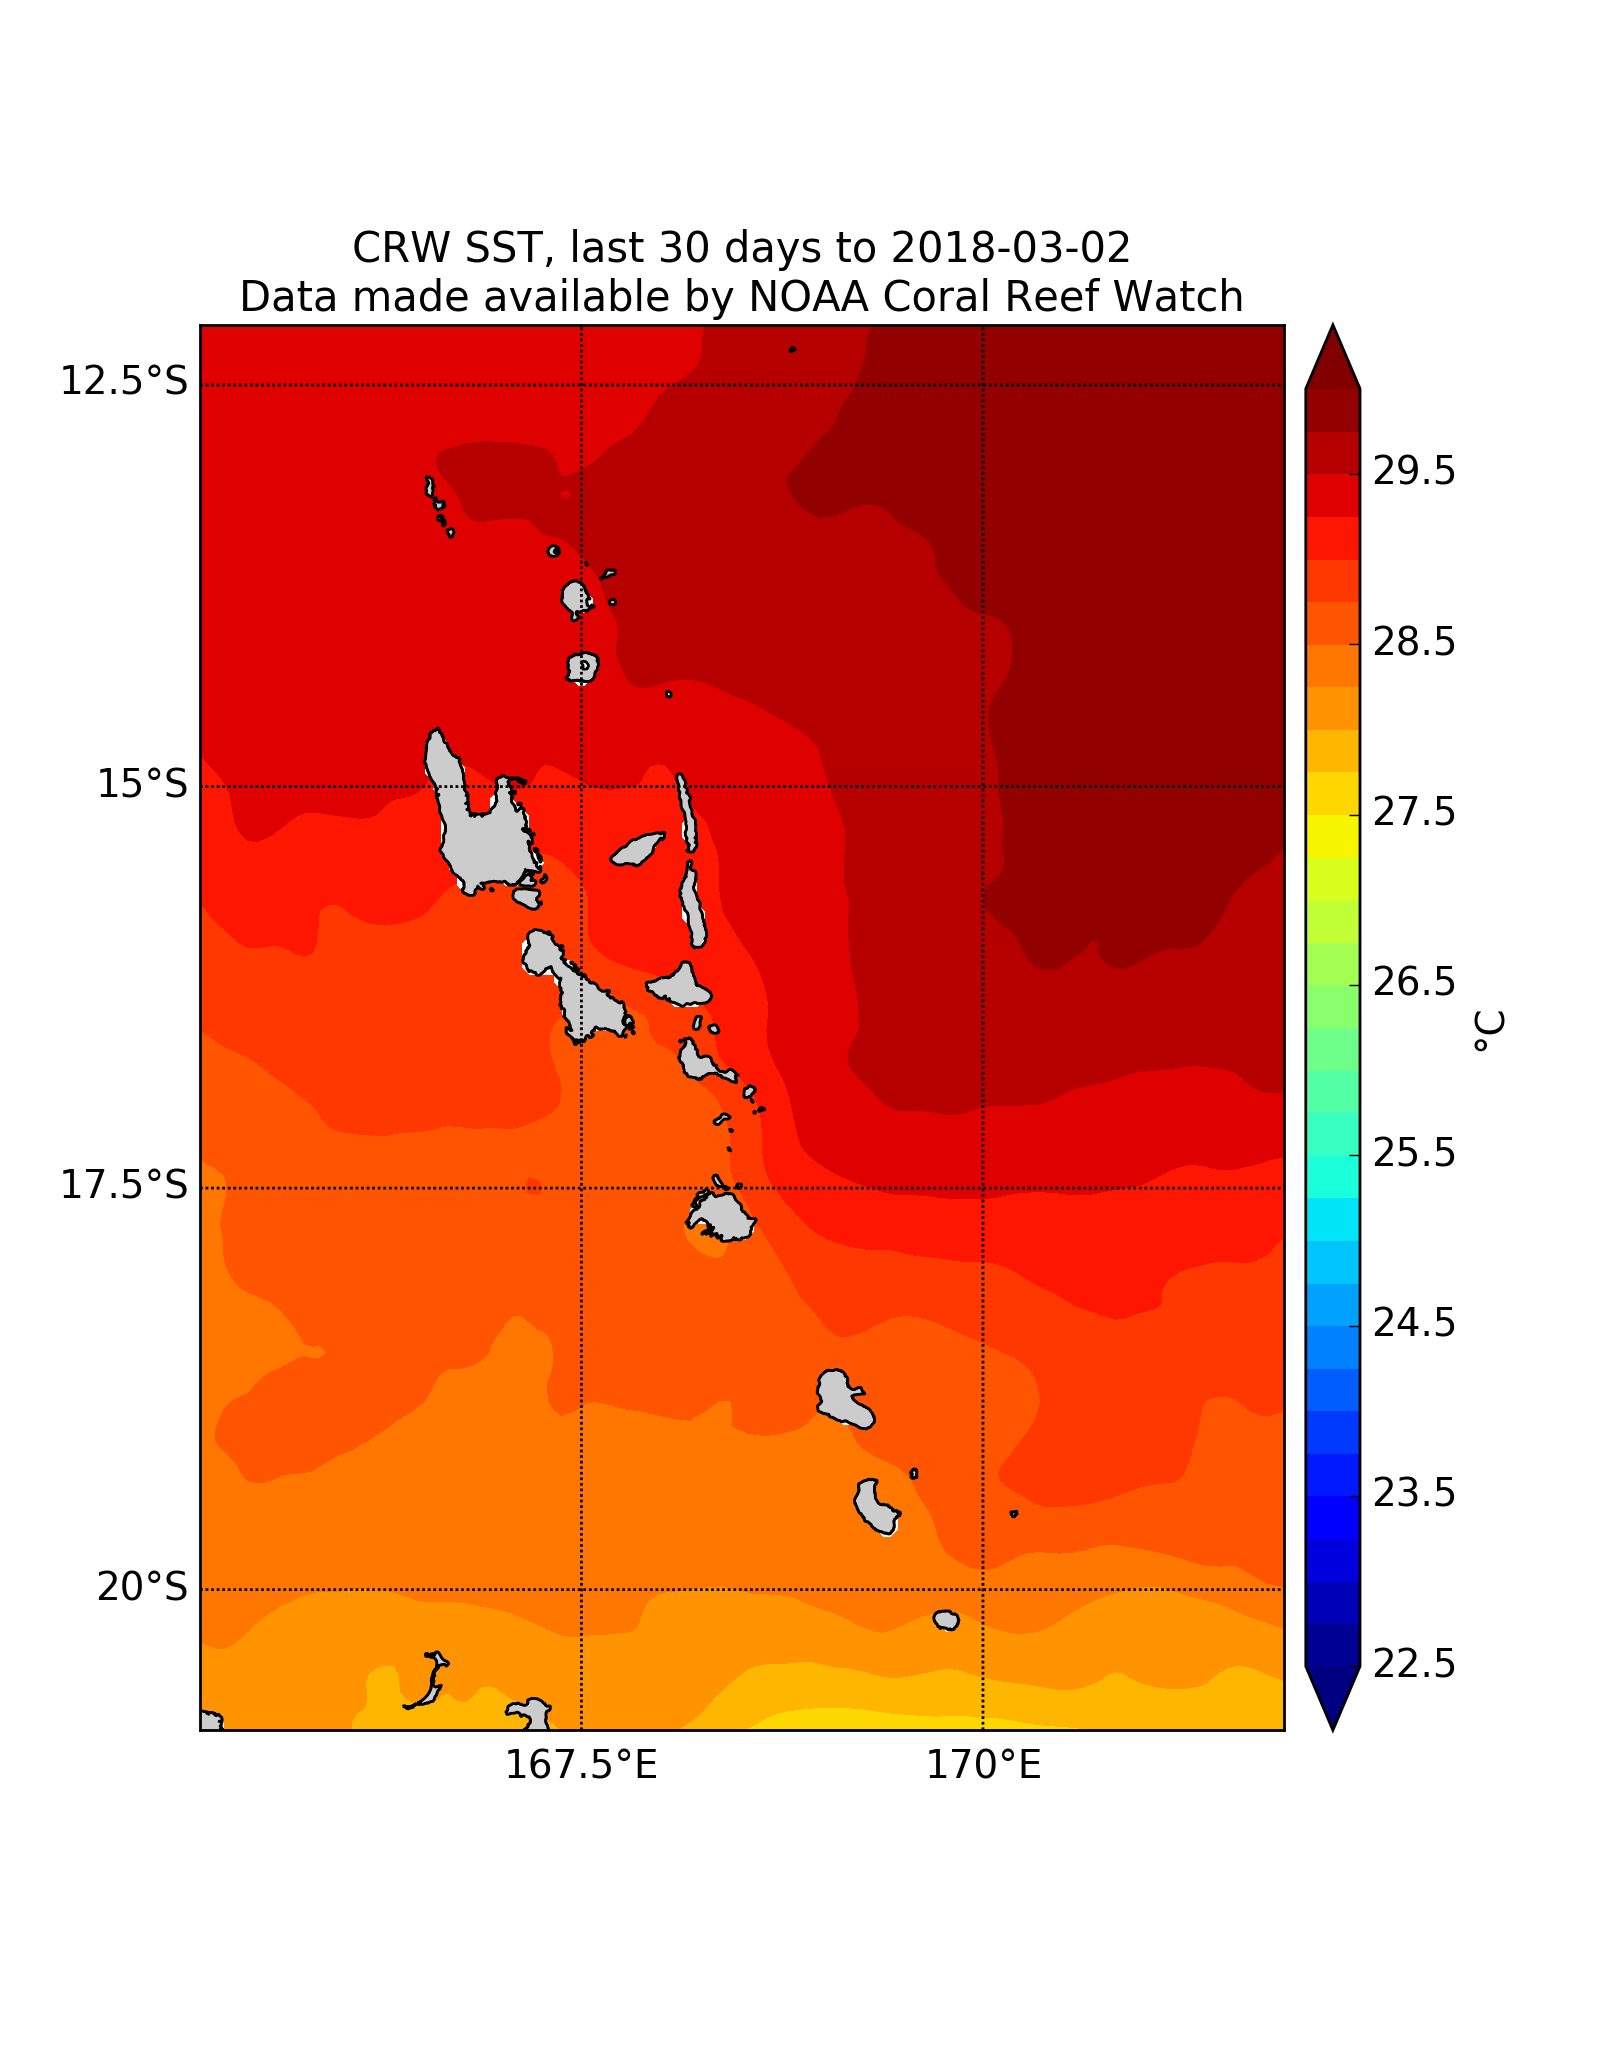 CRW SST, last 30 days to 2018-03-02
Data made available by NOAA Coral Reef Watch
12.5°S
15°S
17.5°S
20°S
167.5°E
170°E
29.5
28.5
27.5
26.5
25.5
24.5
23.5
22.5
°C